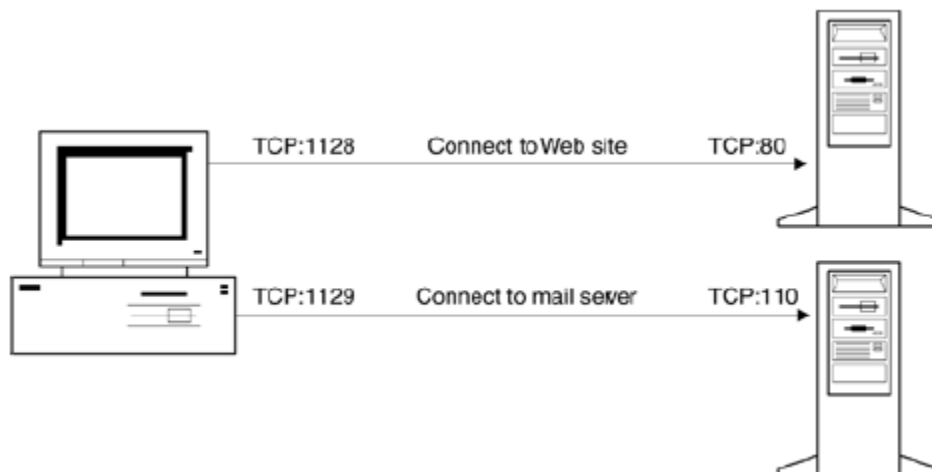 TCP:1128 Connect to Web site TCP:80
TCP:1129 Connect to mail server TCP:110